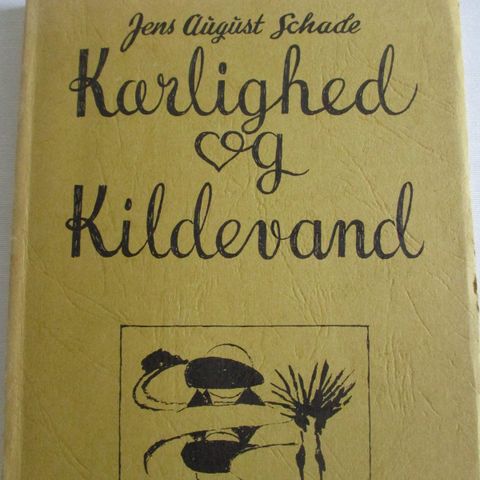 Jens August Schade
Kærlighed
og
Kildevand